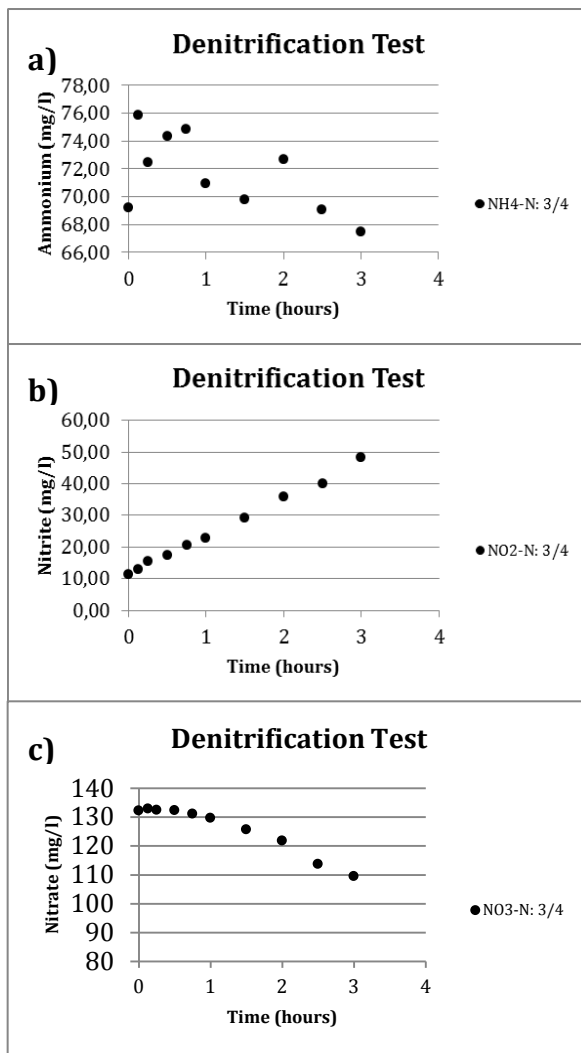 a)
Denitrification Test
Ammonium (mg/l)
78,00
76,00
74,00
72,00
70,00
68,00
66,00
0 1 2 3 4
Time (hours)
NH4-N: 3/4
b)
Denitrification Test
Nitrite (mg/l)
60,00
50,00
40,00
30,00
20,00
10,00
0,00
0 1 2 3 4
Time (hours)
NO2-N: 3/4
c)
Denitrification Test
Nitrate (mg/l)
140
130
120
110
100
90
80
0 1 2 3 4
Time (hours)
NO3-N: 3/4